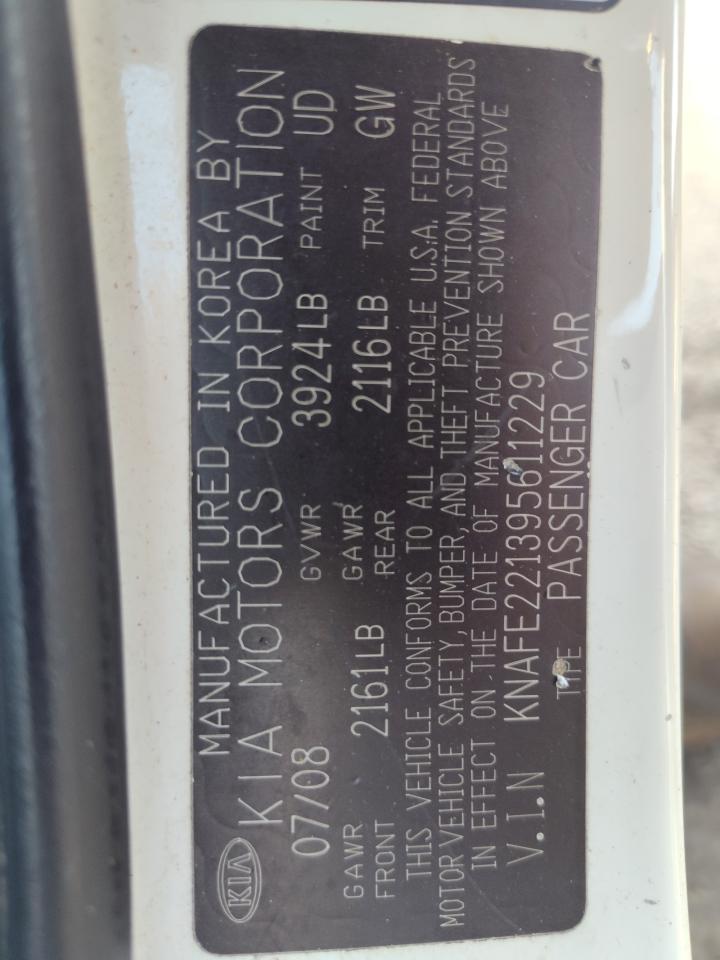 KIA
MANUFACTURED IN KOREA BY
KIA MOTORS CORPORATION
07/08 GVWR 3924LB PAINT UD
GAWR FRONT 2161LB GAWR REAR 2116LB TRIM GW
THIS VEHICLE CONFORMS TO ALL APPLICABLE U.S.A. FEDERAL
MOTOR VEHICLE SAFETY, BUMPER, AND THEFT PREVENTION STANDARDS
IN EFFECT ON THE DATE OF MANUFACTURE SHOWN ABOVE
V.I.N KNAFE221395611229
TYPE PASSENGER CAR